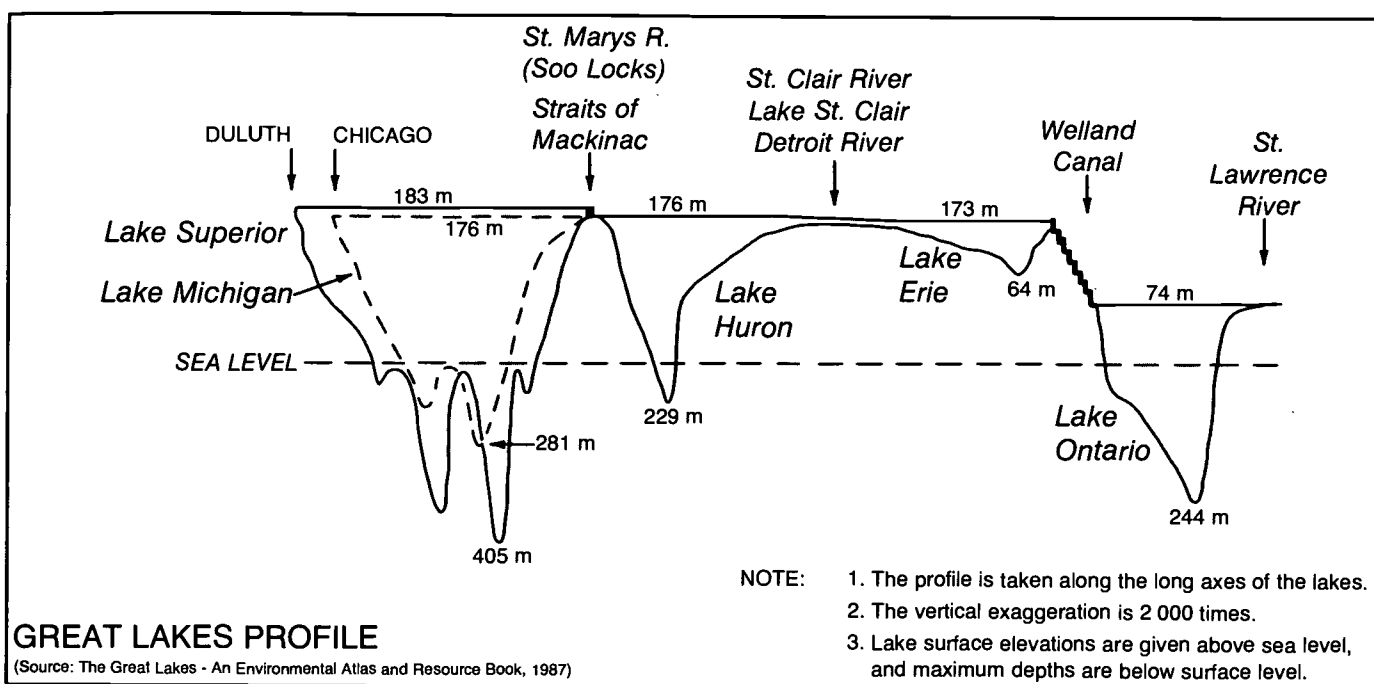 St. Marys R.
(Soo Locks)
Straits of
Mackinac
St. Clair River
Lake St. Clair
Detroit River
Welland
Canal
St.
Lawrence
River
DULUTH
CHICAGO
183 m
176 m
176 m
173 m
74 m
Lake Superior
Lake Michigan
Lake
Huron
Lake
Erie
64 m
SEA LEVEL
229 m
281 m
405 m
Lake
Ontario
244 m
NOTE: 1. The profile is taken along the long axes of the lakes.
2. The vertical exaggeration is 2 000 times.
3. Lake surface elevations are given above sea level,
and maximum depths are below surface level.
GREAT LAKES PROFILE
(Source: The Great Lakes - An Environmental Atlas and Resource Book, 1987)